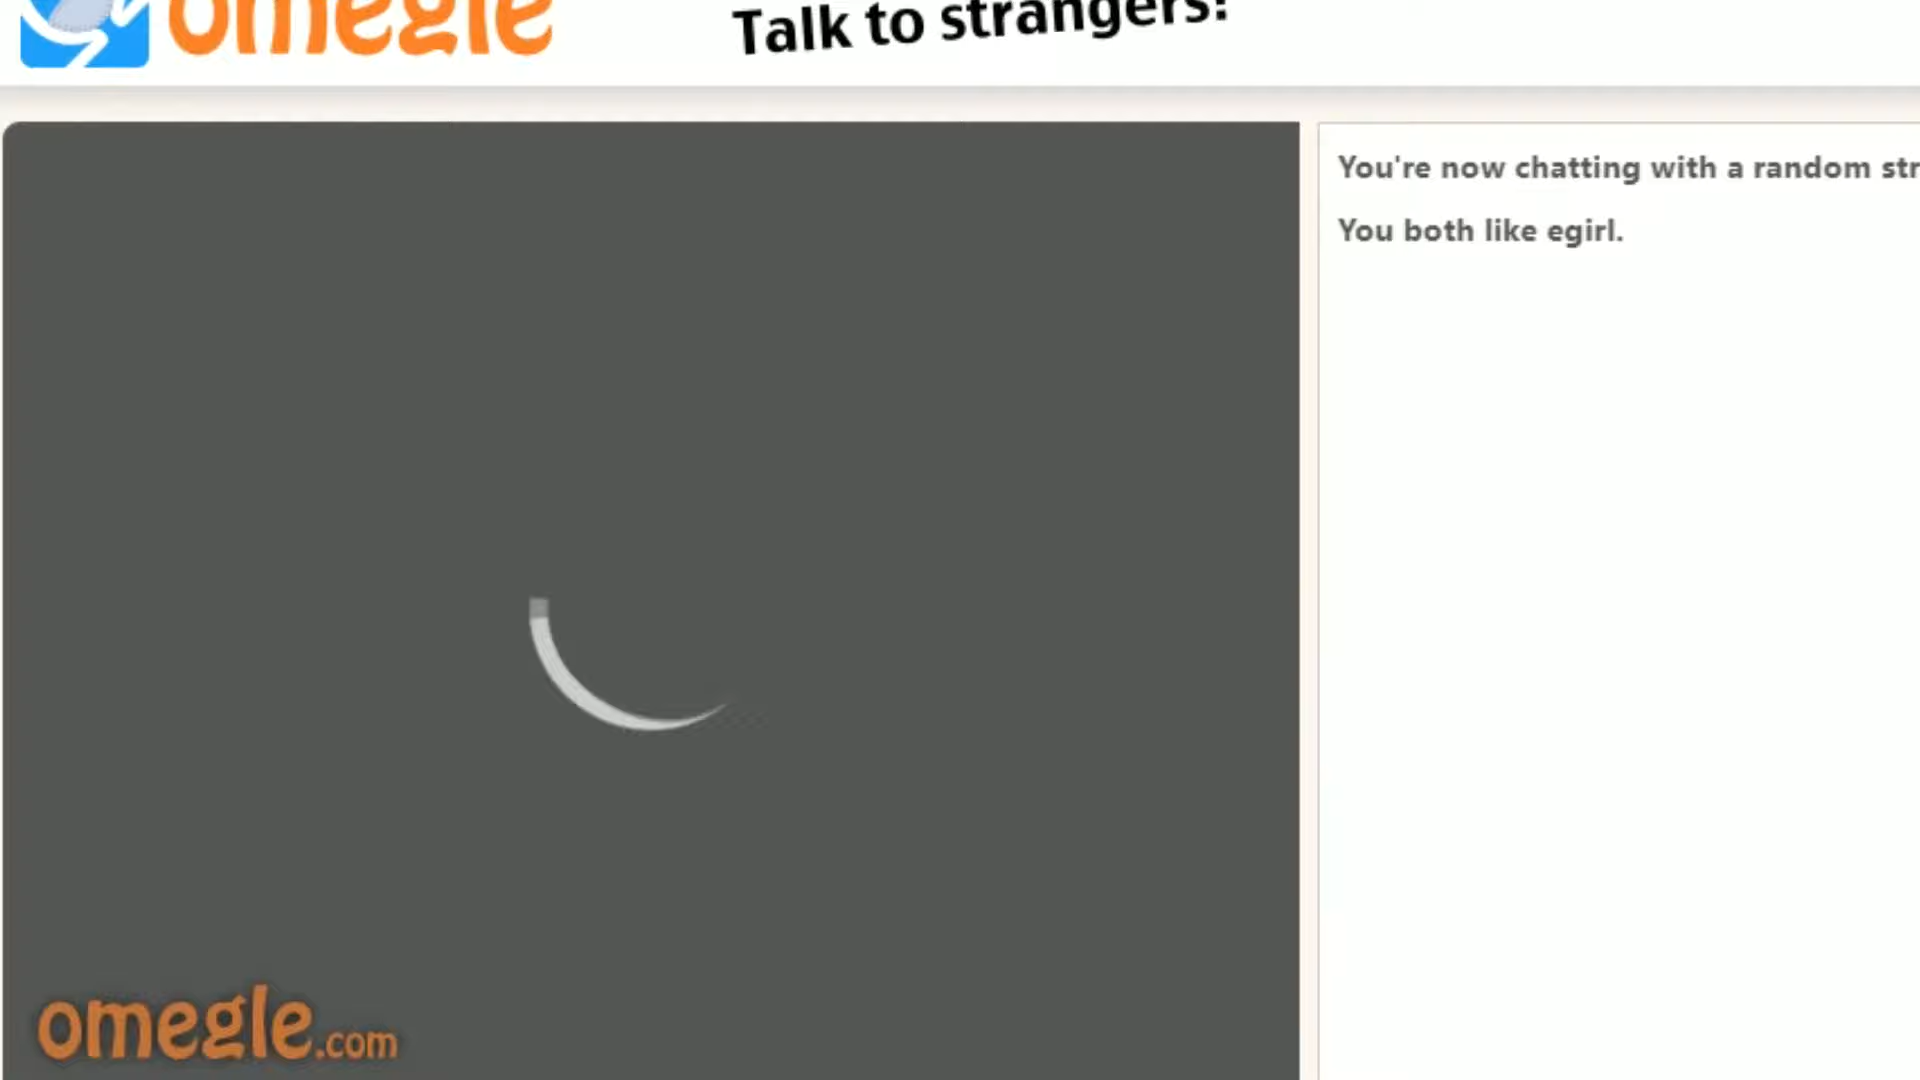 omegle
Talk to strangers!
You're now chatting with a random str
You both like egirl.
omegle.com